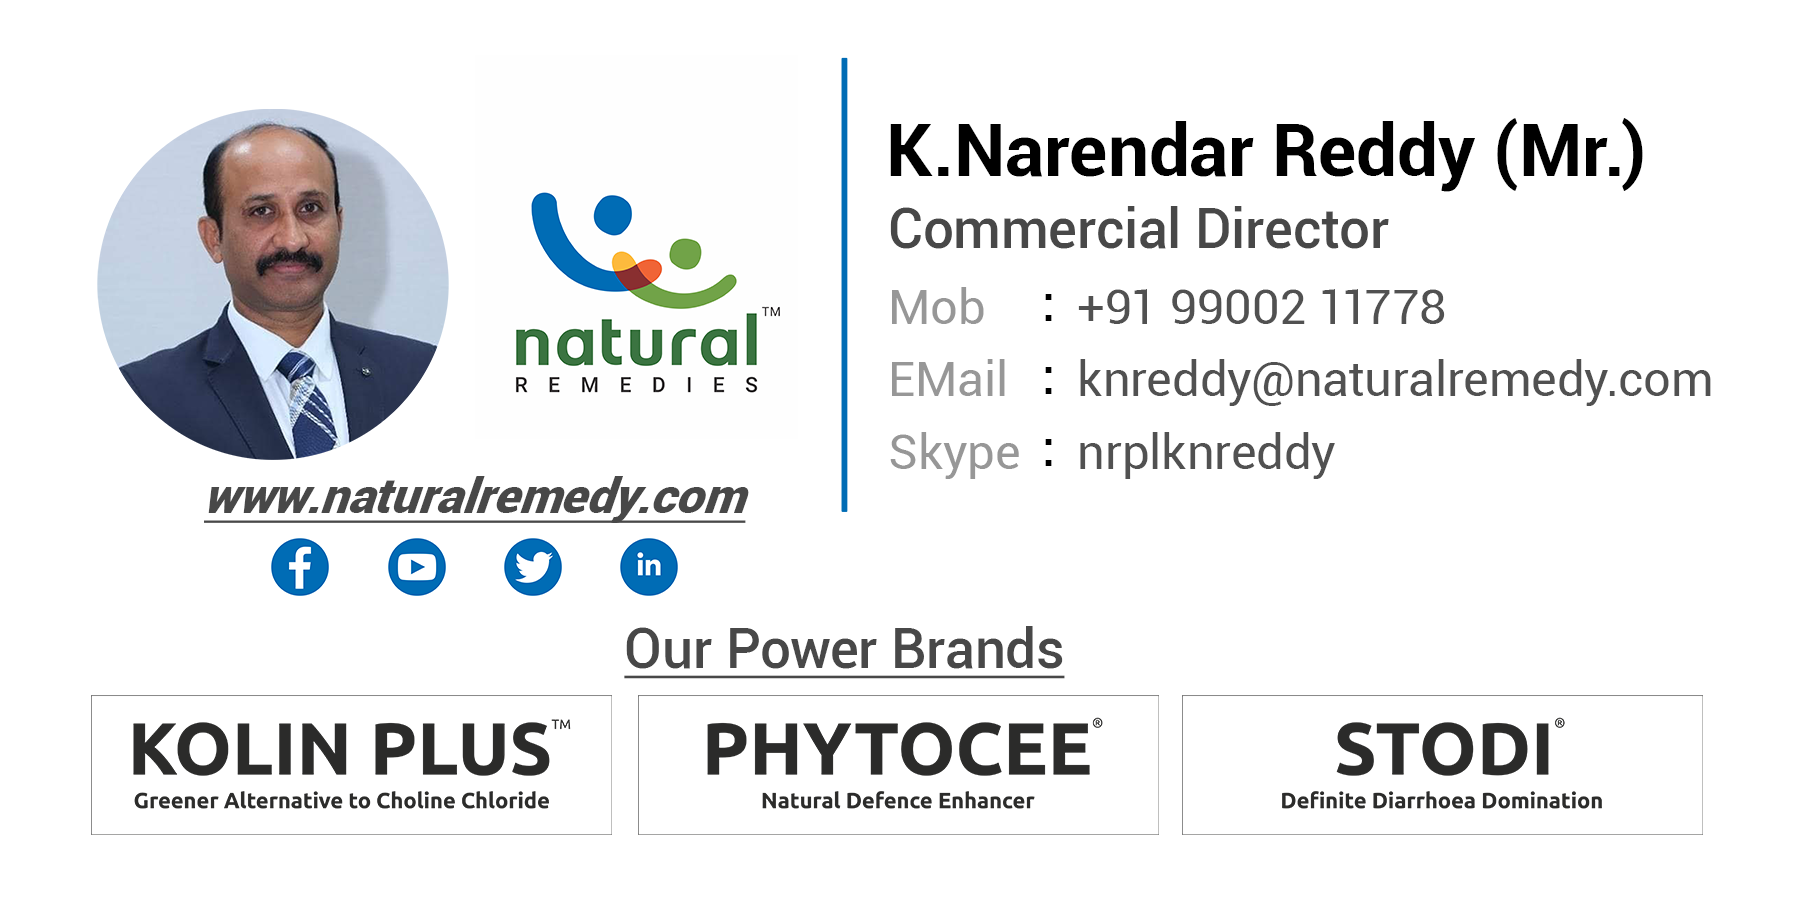 natural™
REMEDIES
www.naturalremedy.com
K.Narendar Reddy (Mr.)
Commercial Director
Mob : +91 99002 11778
EMail : knreddy@naturalremedy.com
Skype : nrplknreddy
Our Power Brands
KOLIN PLUS™
Greener Alternative to Choline Chloride
PHYTOCEE®
Natural Defence Enhancer
STODI®
Definite Diarrhoea Domination